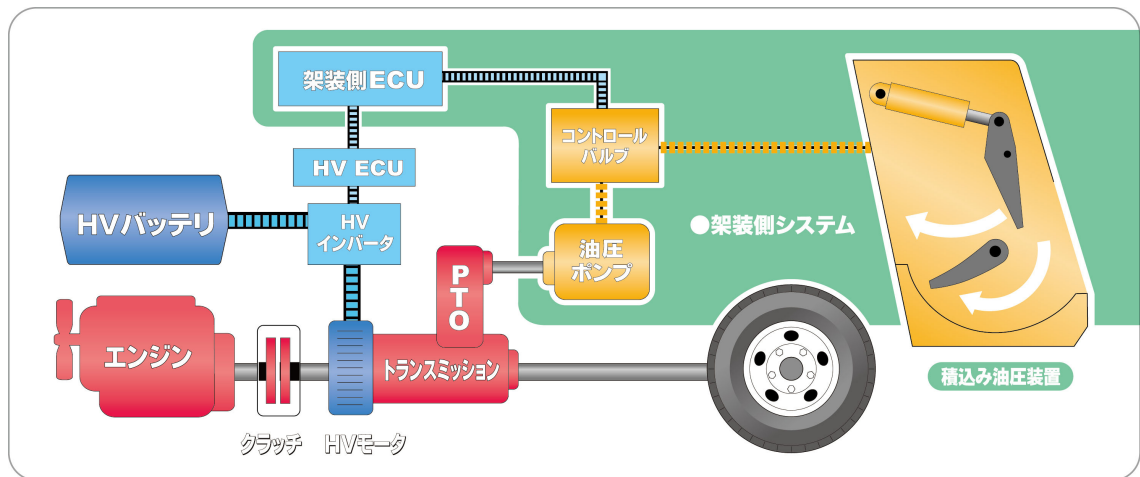 架装側ECU
コントロール
バルブ
HV ECU
HVバッテリ
HV
インバータ
●架装側システム
油圧
ポンプ
PTO
エンジン
トランスミッション
積込み油圧装置
クラッチ
HVモータ